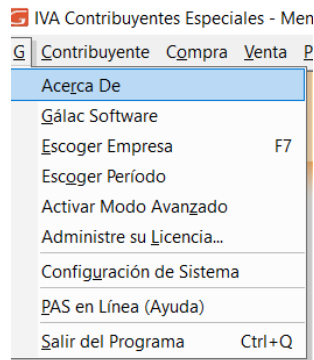 IVA Contribuyentes Especiales - Men
G Contribuyente Compra Venta P
Acerca De
Gálac Software
Escoger Empresa F7
Escoger Período
Activar Modo Avanzado
Administre su Licencia...
Configuración de Sistema
PAS en Línea (Ayuda)
Salir del Programa Ctrl+Q